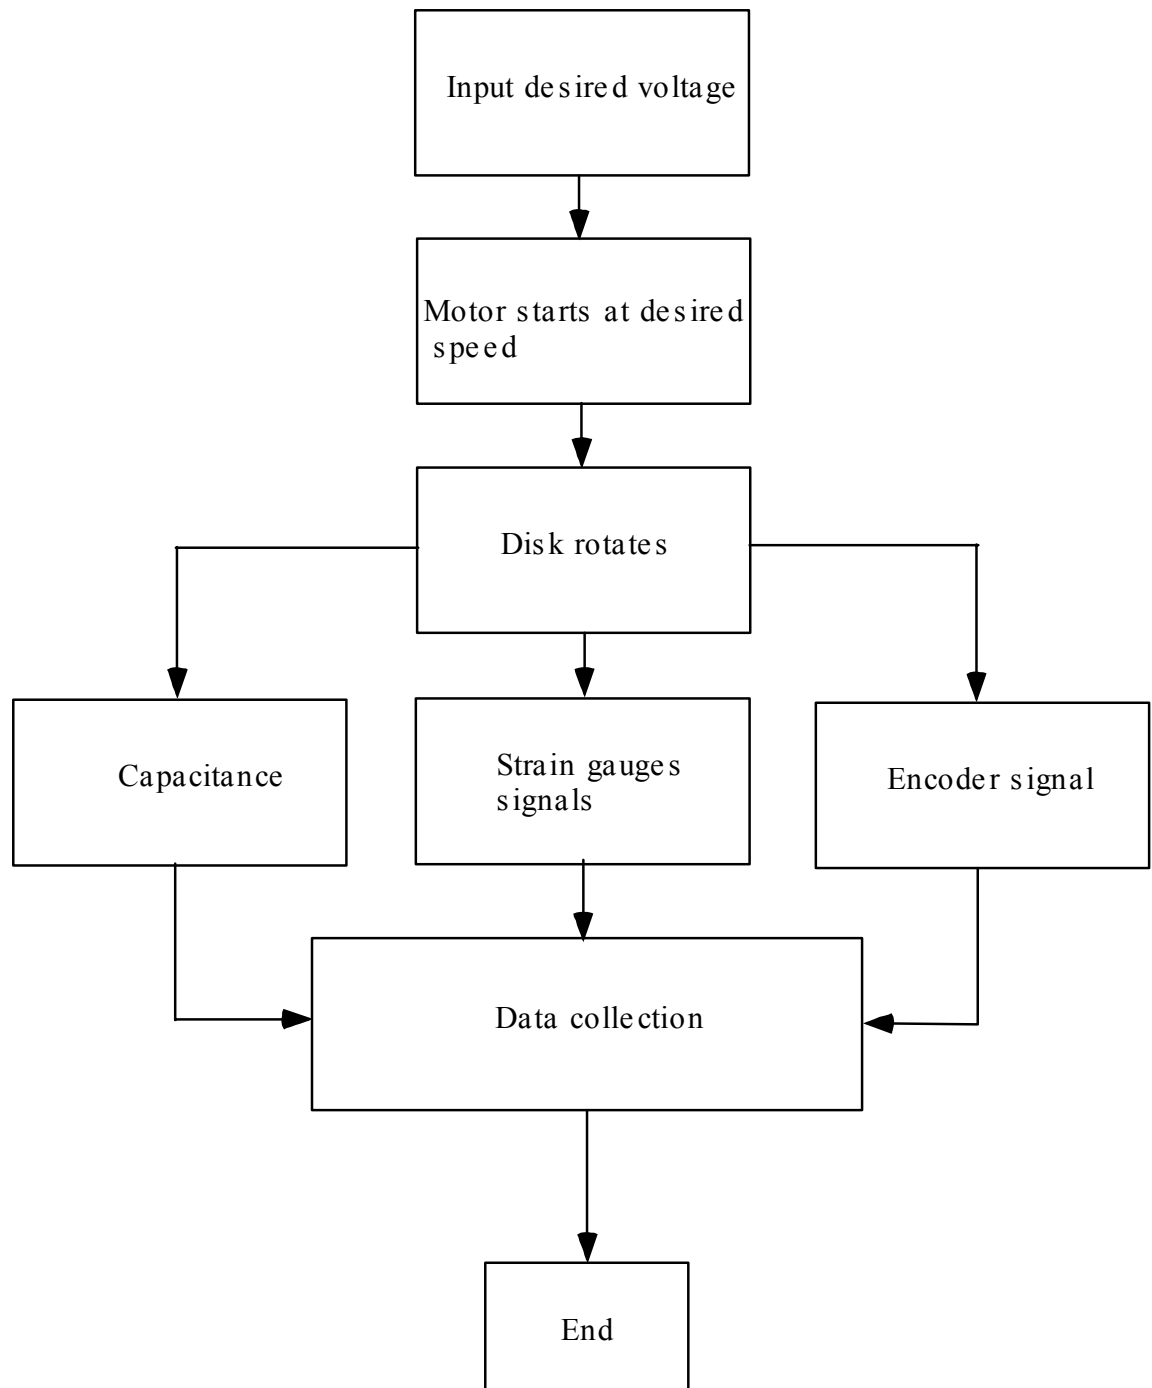 Input desired voltage
Motor starts at desired
speed
Disk rotates
Capacitance
Strain gauges
signals
Encoder signal
Data collection
End